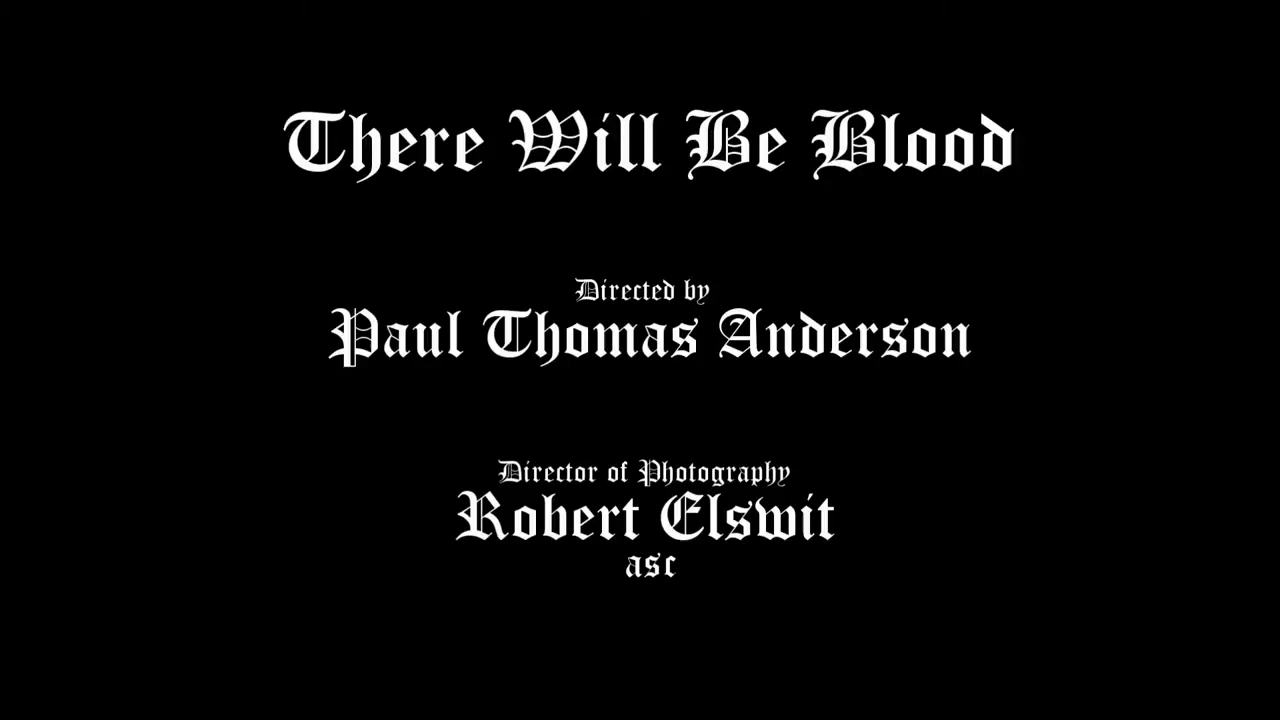 There Will Be Blood
Directed by
Paul Thomas Anderson
Director of Photography
Robert Elswit
asc